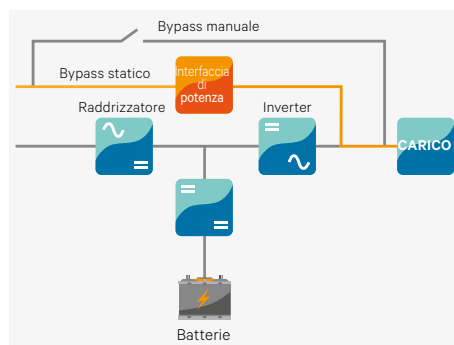 Bypass manuale
Bypass statico
Interfaccia
di
potenza
Raddrizzatore
Inverter
CARICO
Batterie